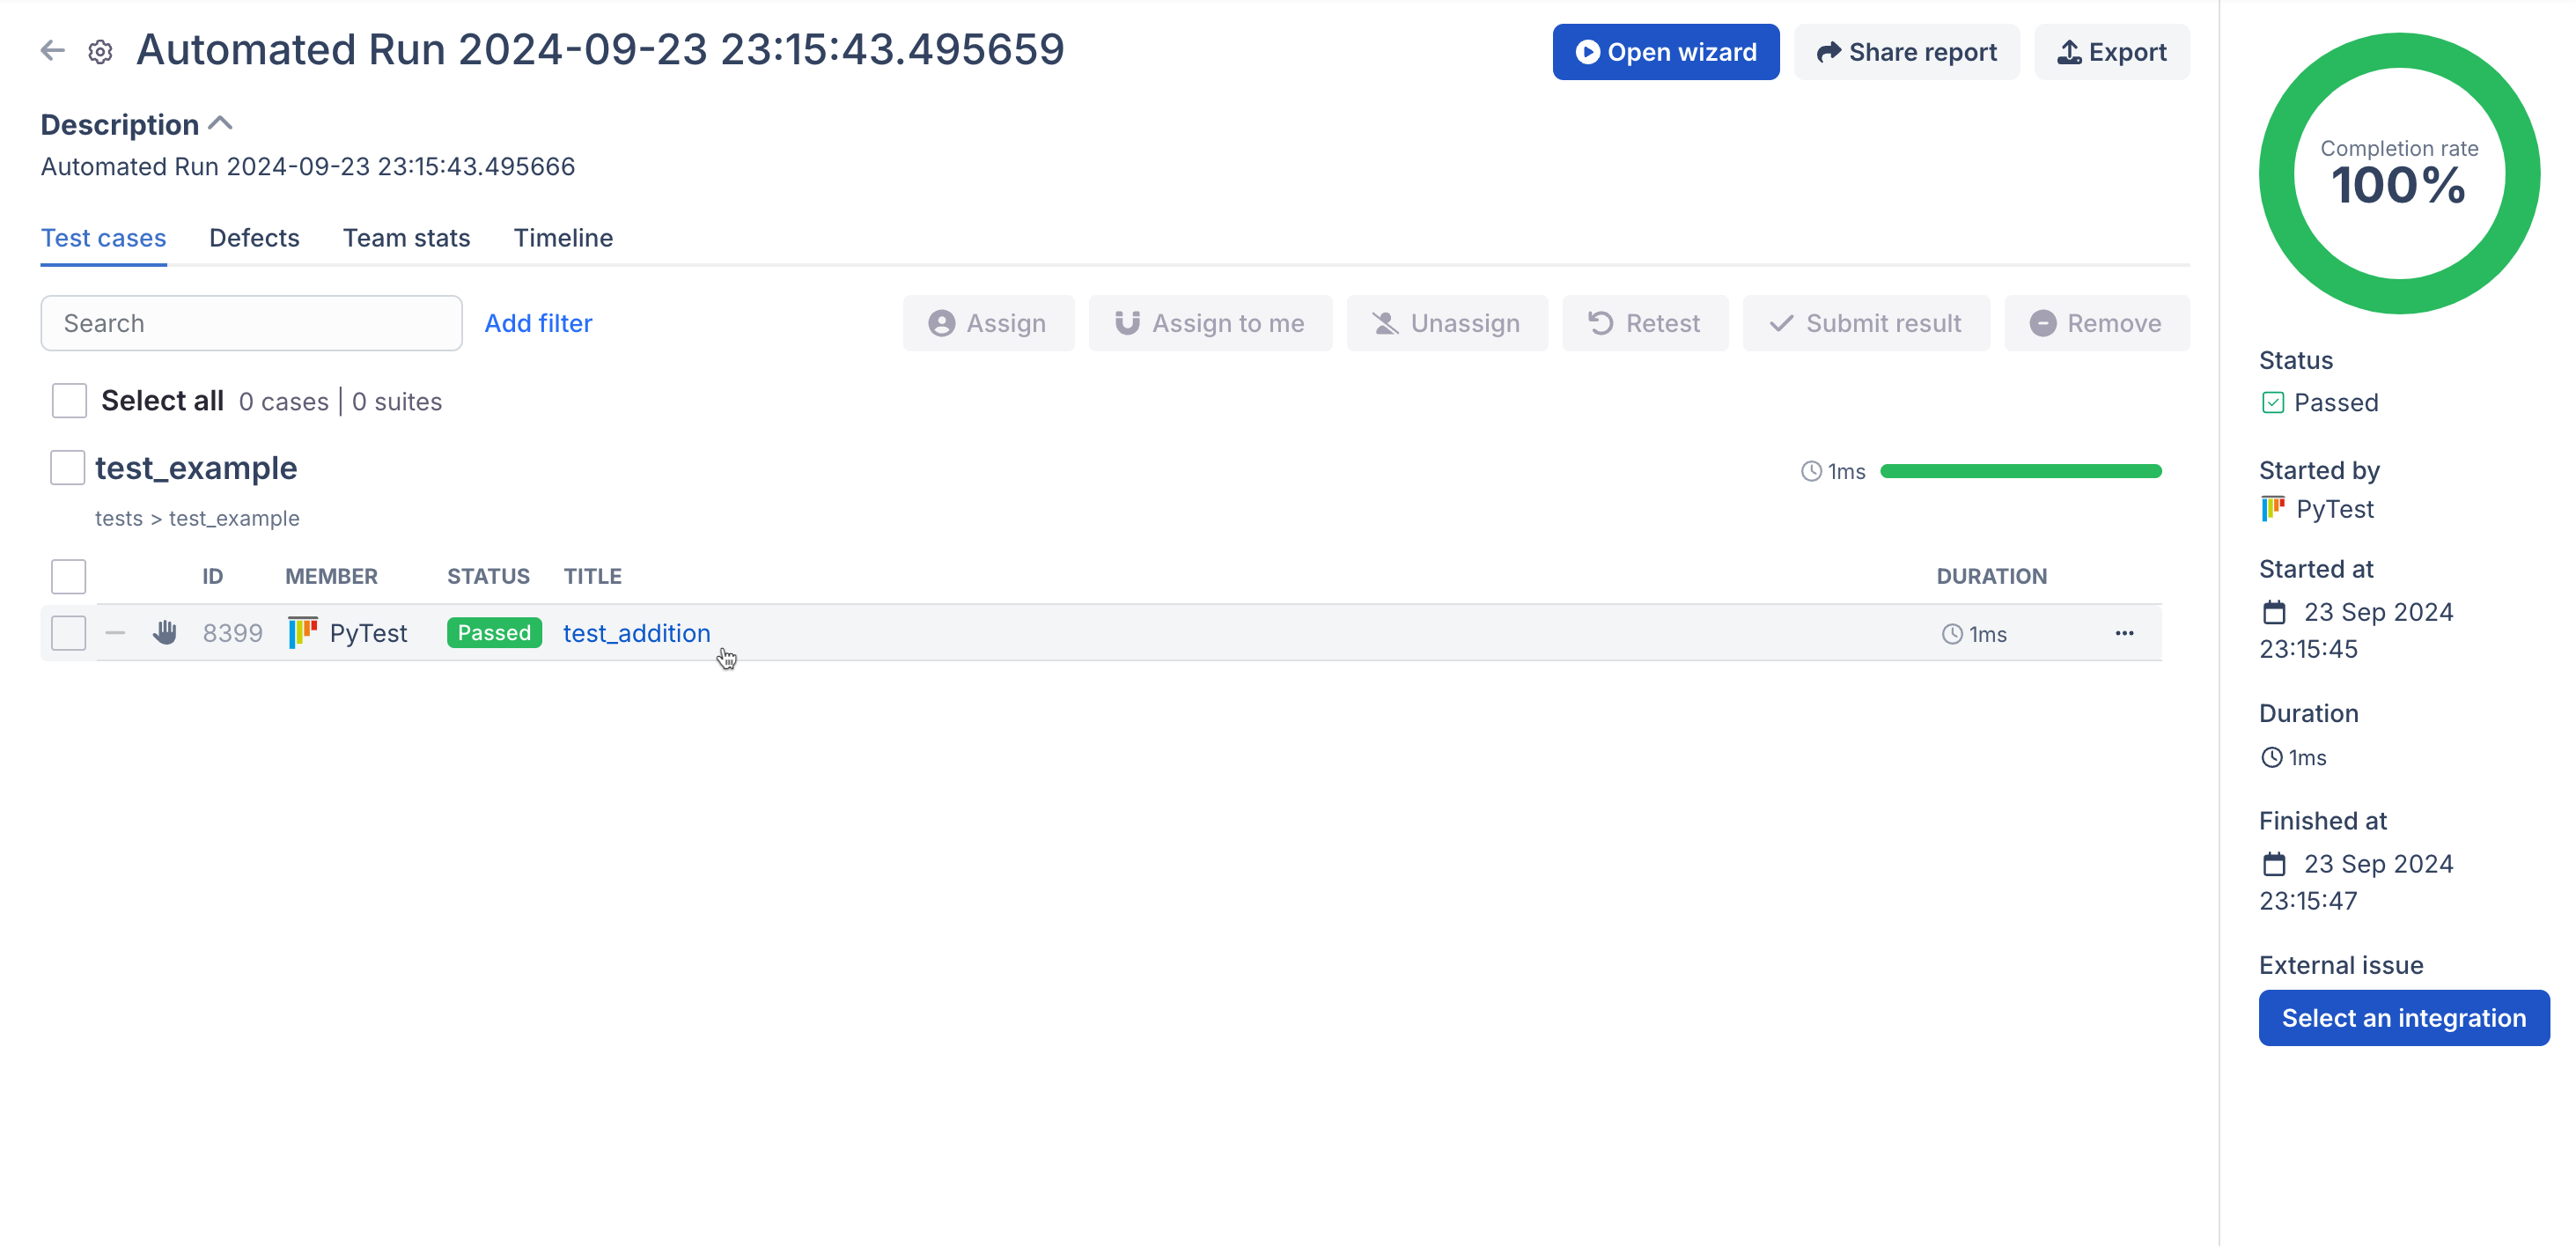 Automated Run 2024-09-23 23:15:43.495659
Open wizard
Share report
Export
Description
Automated Run 2024-09-23 23:15:43.495666
Test cases Defects Team stats Timeline
Search
Add filter
Assign
Assign to me
Unassign
Retest
Submit result
Remove
Select all 0 cases | 0 suites
test_example
1ms
tests > test_example
ID MEMBER STATUS TITLE DURATION
8399 PyTest Passed test_addition 1ms ...
Completion rate
100%
Status
Passed
Started by
PyTest
Started at
23 Sep 2024
23:15:45
Duration
1ms
Finished at
23 Sep 2024
23:15:47
External issue
Select an integration